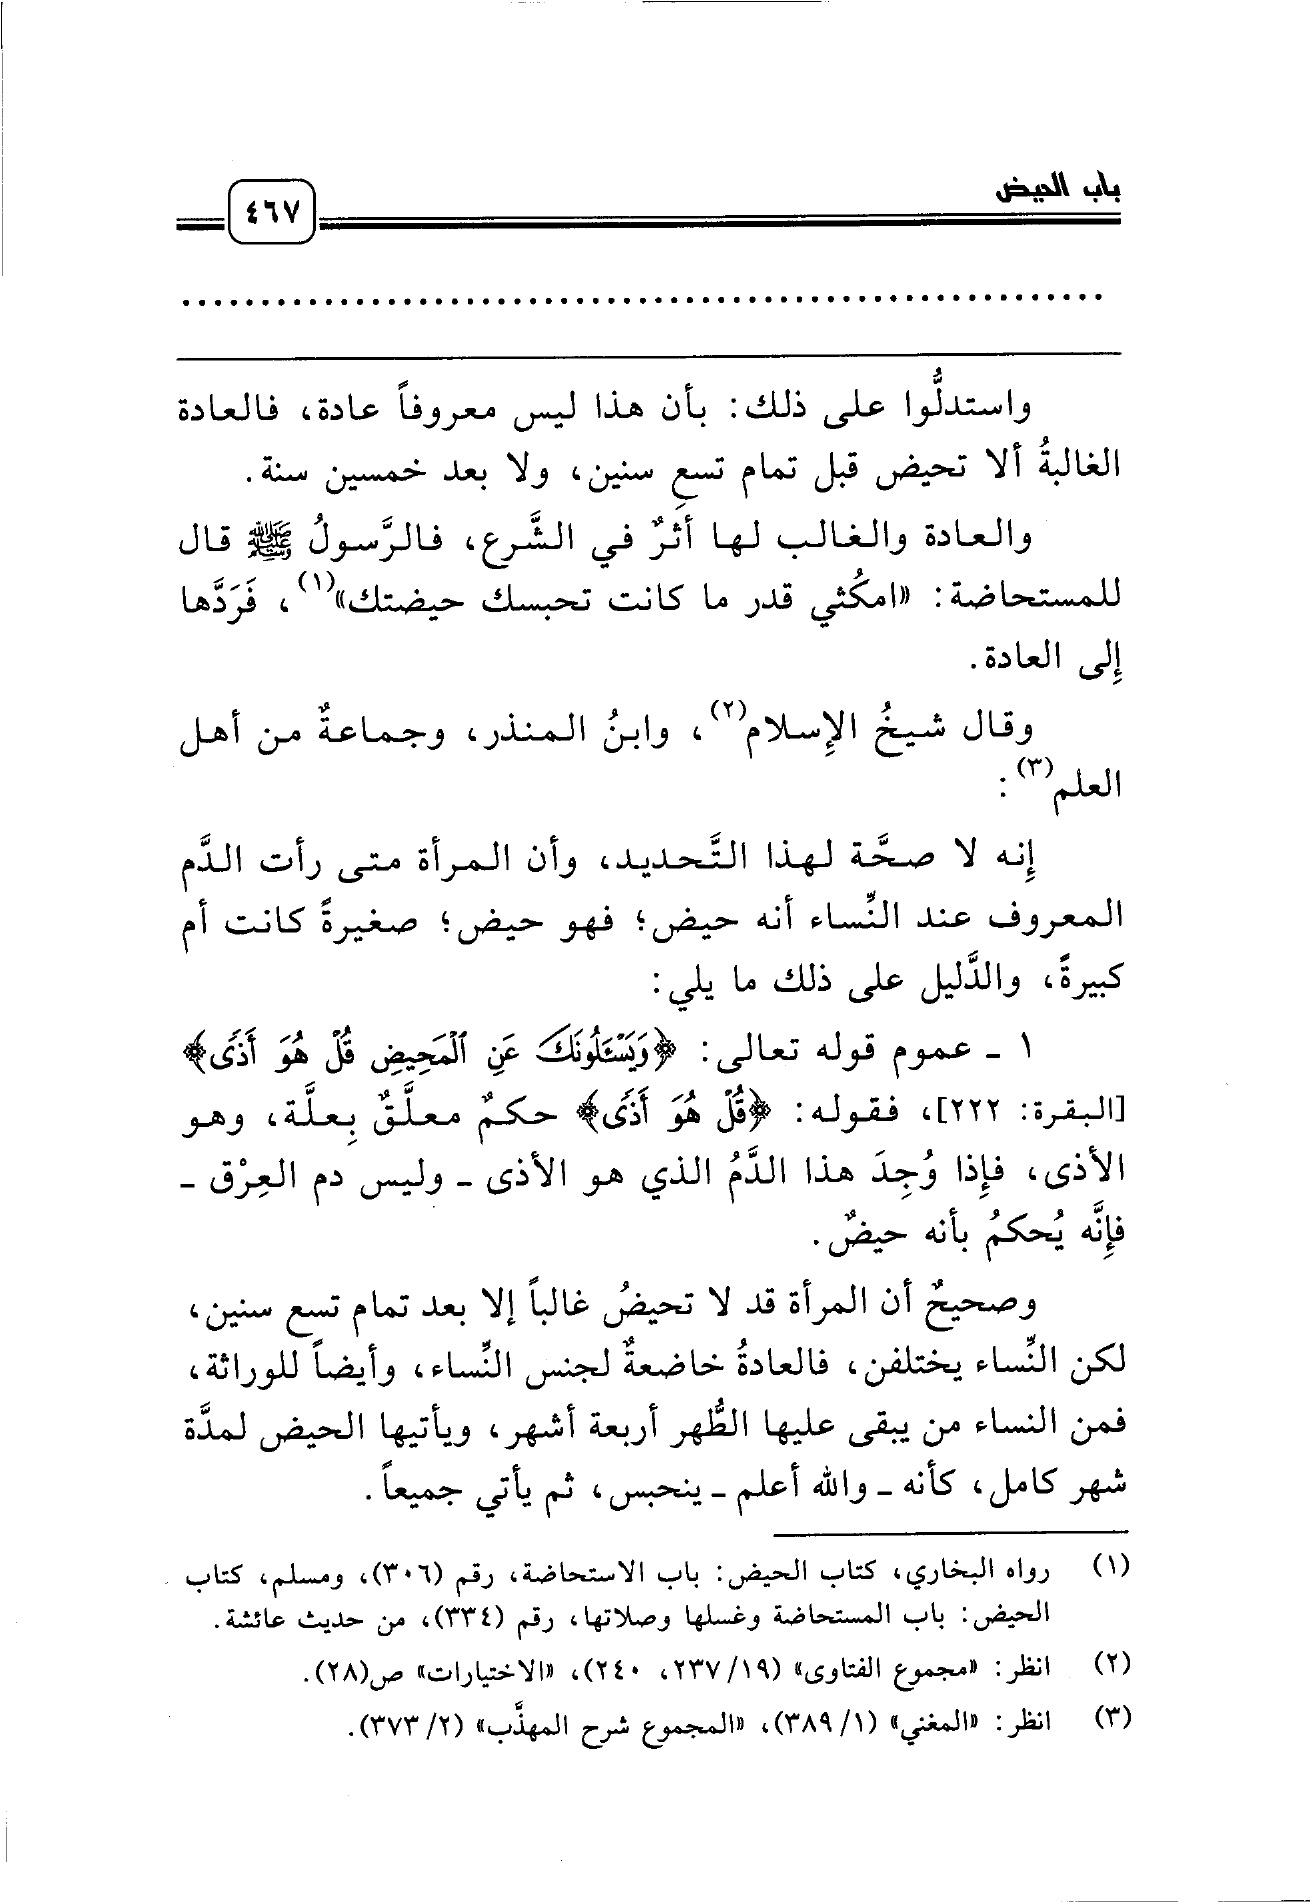 باب الحيض
٤٦٧
واستدلُّوا على ذلك: بأن هذا ليس معروفاً عادة، فالعادة
الغالبةُ ألا تحيض قبل تمام تسعِ سنين، ولا بعد خمسين سنة.
والعادة والغالب لها أثرٌ في الشَّرع، فالرَّسولُ ﷺ قال
للمستحاضة: «امكُثي قدر ما كانت تحبسك حيضتك»(١)، فَرَدَّها
إلى العادة.
وقال شيخُ الإسلام(٢)، وابنُ المنذر، وجماعةٌ من أهل
العلم(٣):
إنه لا صحَّة لهذا التَّحديد، وأن المرأة متى رأت الدَّم
المعروف عند النِّساء أنه حيض؛ فهو حيض؛ صغيرةً كانت أم
كبيرةً، والدَّليل على ذلك ما يلي:
١ ـ عموم قوله تعالى: ﴿وَيَسْـَٔلُونَكَ عَنِ ٱلْمَحِيضِ قُلْ هُوَ أَذًى﴾
[البقرة: ٢٢٢]، فقوله: ﴿قُلْ هُوَ أَذًى﴾ حكمٌ معلَّقٌ بِعلَّة، وهو
الأذى، فإذا وُجِدَ هذا الدَّمُ الذي هو الأذى ـ وليس دم العِرْق ـ
فإنَّه يُحكمُ بأنه حيضٌ.
وصحيحٌ أن المرأة قد لا تحيضُ غالباً إلا بعد تمام تسع سنين،
لكن النِّساء يختلفن، فالعادةُ خاضعةٌ لجنس النِّساء، وأيضاً للوراثة،
فمن النساء من يبقى عليها الطُّهر أربعة أشهر، ويأتيها الحيض لمدَّة
شهر كامل، كأنه ـ والله أعلم ـ ينحبس، ثم يأتي جميعاً.
(١) رواه البخاري، كتاب الحيض: باب الاستحاضة، رقم (٣٠٦)، ومسلم، كتاب
الحيض: باب المستحاضة وغسلها وصلاتها، رقم (٣٣٤)، من حديث عائشة.
(٢) انظر: «مجموع الفتاوى» (١٩/ ٢٣٧، ٢٤٠)، «الاختيارات» ص(٢٨).
(٣) انظر: «المغني» (١/ ٣٨٩)، «المجموع شرح المهذَّب» (٢/ ٣٧٣).